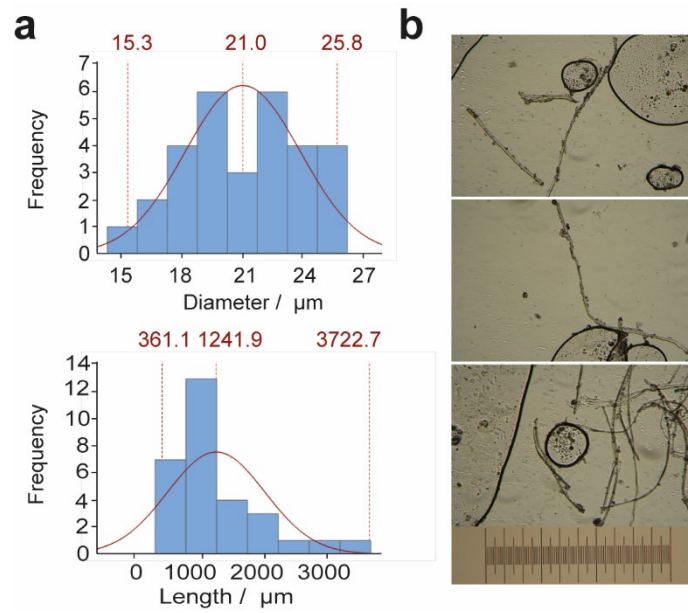 a
b
15.3 21.0 25.8
Frequency
7
6
5
4
3
2
1
0
15 18 21 24 27
Diameter / μm
361.1 1241.9 3722.7
Frequency
14
12
10
8
6
4
2
0
0 1000 2000 3000
Length / μm